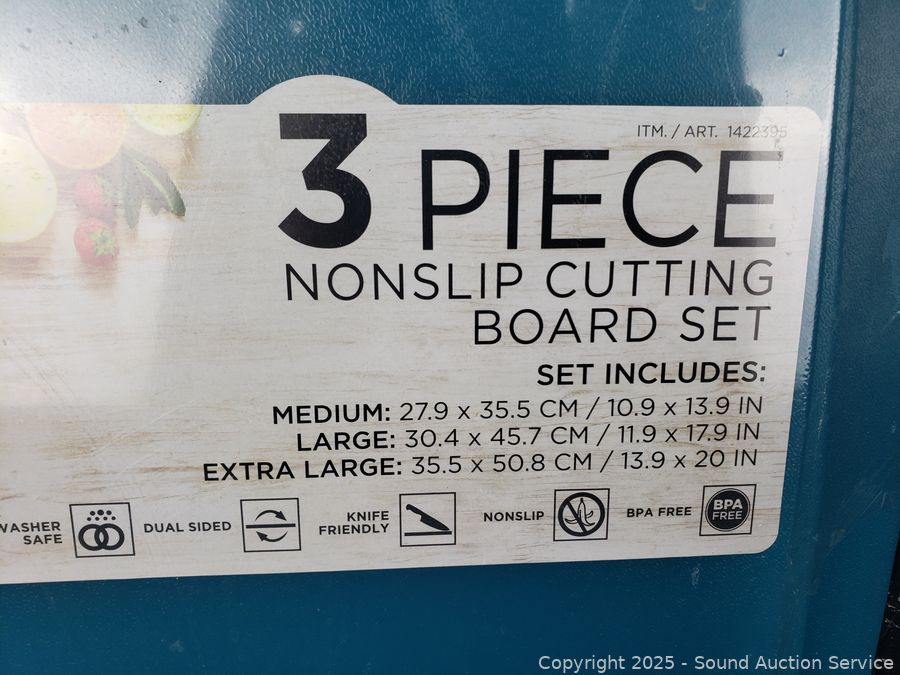 ITM. / ART. 1422395
3 PIECE
NONSLIP CUTTING
BOARD SET
SET INCLUDES:
MEDIUM: 27.9 x 35.5 CM / 10.9 x 13.9 IN
LARGE: 30.4 x 45.7 CM / 11.9 x 17.9 IN
EXTRA LARGE: 35.5 x 50.8 CM / 13.9 x 20 IN
WASHER
SAFE
DUAL SIDED
KNIFE
FRIENDLY
NONSLIP
BPA FREE
BPA
FREE
Copyright 2025 - Sound Auction Service